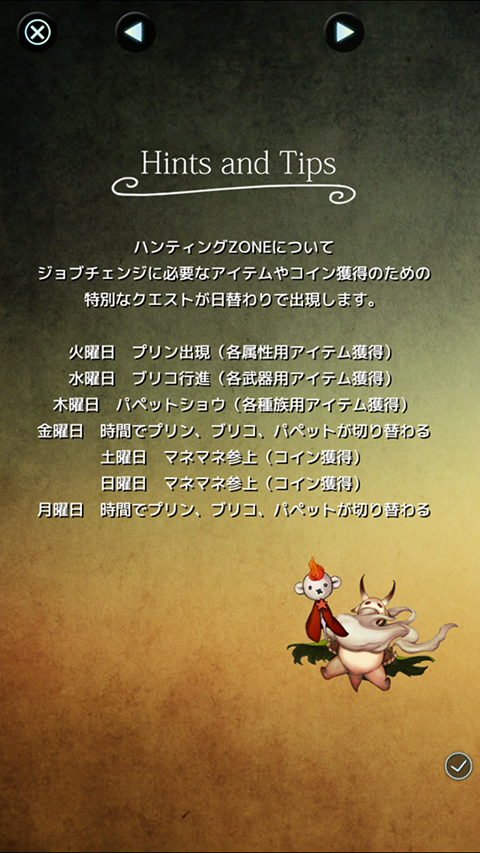 Hints and Tips
ハンティングZONEについて
ジョブチェンジに必要なアイテムやコイン獲得のための
特別なクエストが日替わりで出現します。
火曜日　プリン出現（各属性用アイテム獲得）
水曜日　ブリコ行進（各武器用アイテム獲得）
木曜日　パペットショウ（各種族用アイテム獲得）
金曜日　時間でプリン、ブリコ、パペットが切り替わる
土曜日　マネマネ参上（コイン獲得）
日曜日　マネマネ参上（コイン獲得）
月曜日　時間でプリン、ブリコ、パペットが切り替わる